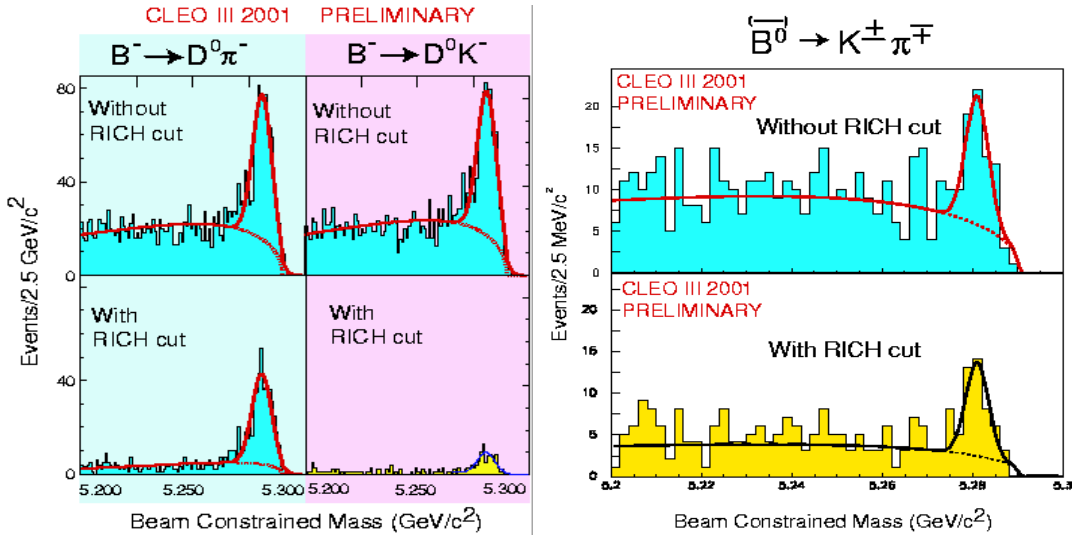 CLEO III 2001 PRELIMINARY
B⁻→D⁰π⁻
B⁻→D⁰K⁻
Without
RICH cut
Without
RICH cut
80
40
0
With
RICH cut
With
RICH cut
40
0
Events/2.5 GeV/c²
5.200
5.250
5.300
5.200
5.250
5.300
Beam Constrained Mass (GeV/c²)
(B⁰) → K± π∓
CLEO III 2001
PRELIMINARY
Without RICH cut
20
15
10
5
0
CLEO III 2001
PRELIMINARY
With RICH cut
20
15
10
5
0
Events/2.5 MeV/c²
5.2
5.22
5.24
5.26
5.28
5.3
Beam Constrained Mass (GeV/c²)